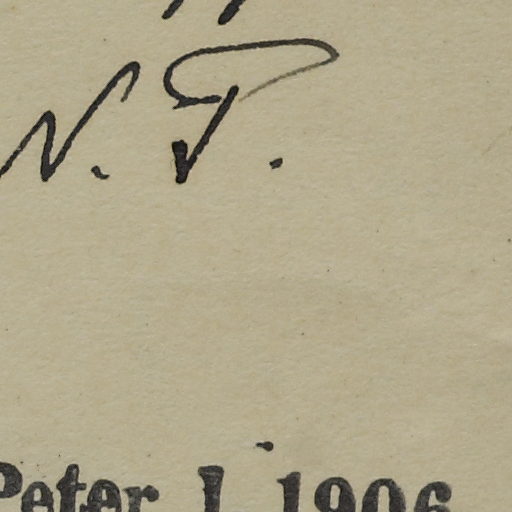 N. T.
Peter I. 1906